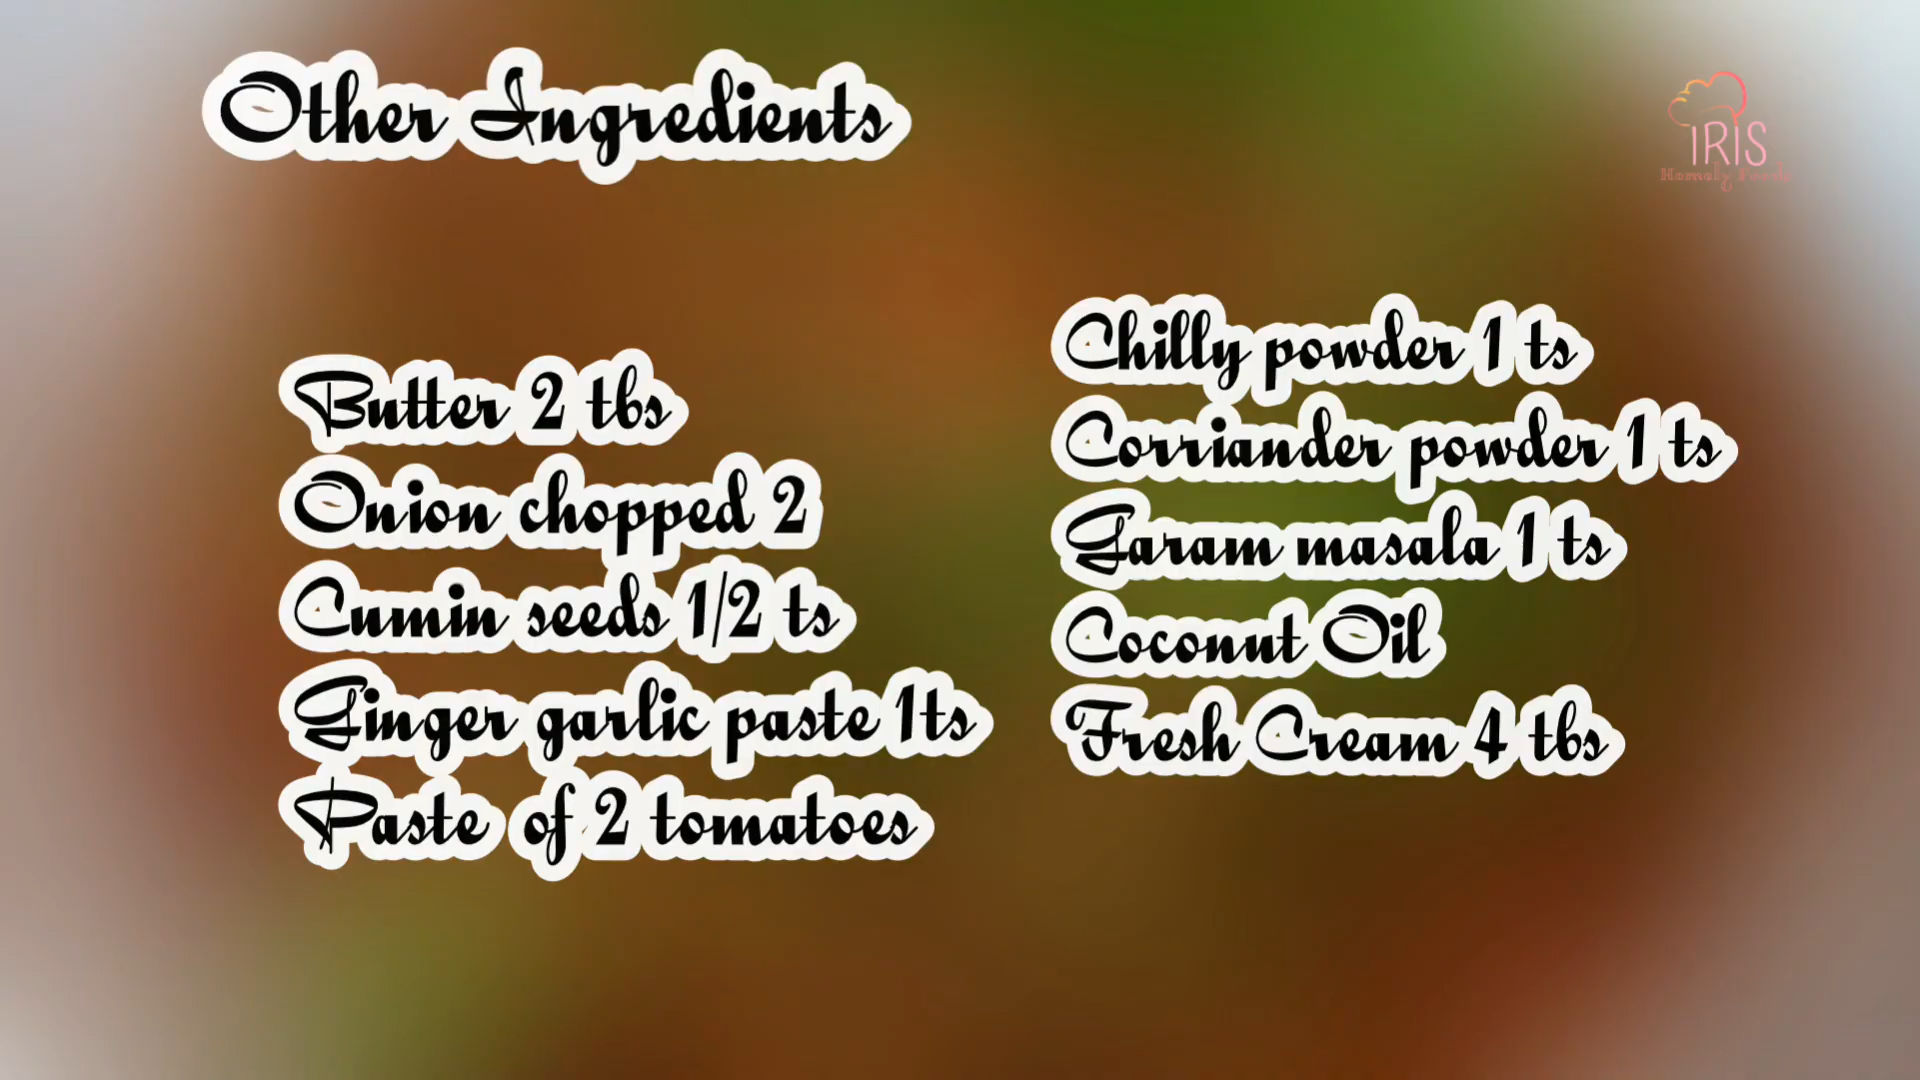 Other Ingredients
IRIS
Homely Foods
Butter 2 tbs
Onion chopped 2
Cumin seeds 1/2 ts
Ginger garlic paste 1ts
Paste of 2 tomatoes
Chilly powder 1 ts
Corriander powder 1 ts
Garam masala 1 ts
Coconut Oil
Fresh Cream 4 tbs